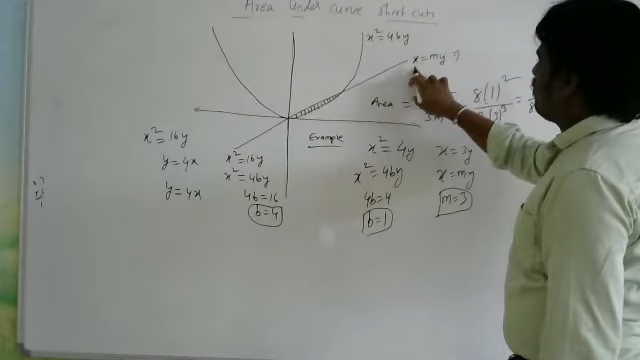 Area Under curve Short cuts
x² = 4by
x = my ⇒
Area = 8(1)² =
3m
(3)³
Example
x² = 16y
y = 4x
y = 4x
x² = 16y
x² = 4by
4b = 16
b = 4
x² = 4y
x² = 4by
4b = 4
b = 1
x = 3y
x = my
m = 3